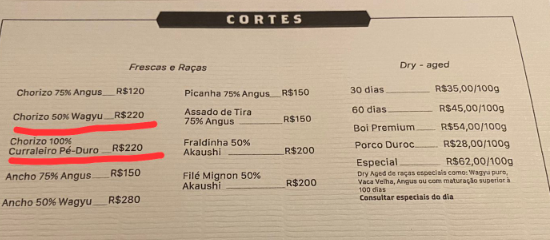 CORTES
Frescas e Raças
Chorizo 75% Angus R$120
Chorizo 50% Wagyu R$220
Chorizo 100%
Curraleiro Pé-Duro R$220
Ancho 75% Angus R$150
Ancho 50% Wagyu R$280
Picanha 75% Angus R$150
Assado de Tira
75% Angus R$150
Fraldinha 50%
Akaushi R$200
Filé Mignon 50%
Akaushi R$200
Dry - aged
30 dias R$35,00/100g
60 dias R$45,00/100g
Boi Premium R$54,00/100g
Porco Duroc R$28,00/100g
Especial R$62,00/100g
Dry Aged de raças especiais como: Wagyu puro,
Vaca Velha, Angus ou com maturação superior à
100 dias
Consultar especiais do dia